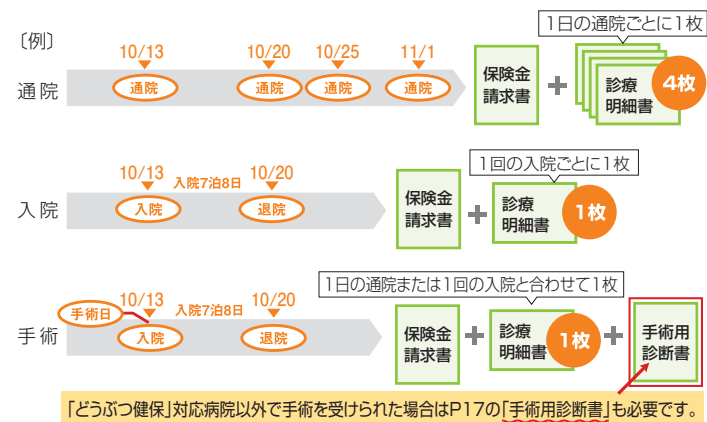 〔例〕
1日の通院ごとに1枚
10/13 10/20 10/25 11/1
通院
通院 通院 通院 通院
保険金
請求書
診療
明細書
4枚
1回の入院ごとに1枚
10/13 入院7泊8日 10/20
入院
入院 退院
保険金
請求書
診療
明細書
1枚
1日の通院または1回の入院と合わせて1枚
手術日 10/13 入院7泊8日 10/20
手術
入院 退院
保険金
請求書
診療
明細書
1枚
手術用
診断書
「どうぶつ健保」対応病院以外で手術を受けられた場合はP17の「手術用診断書」も必要です。